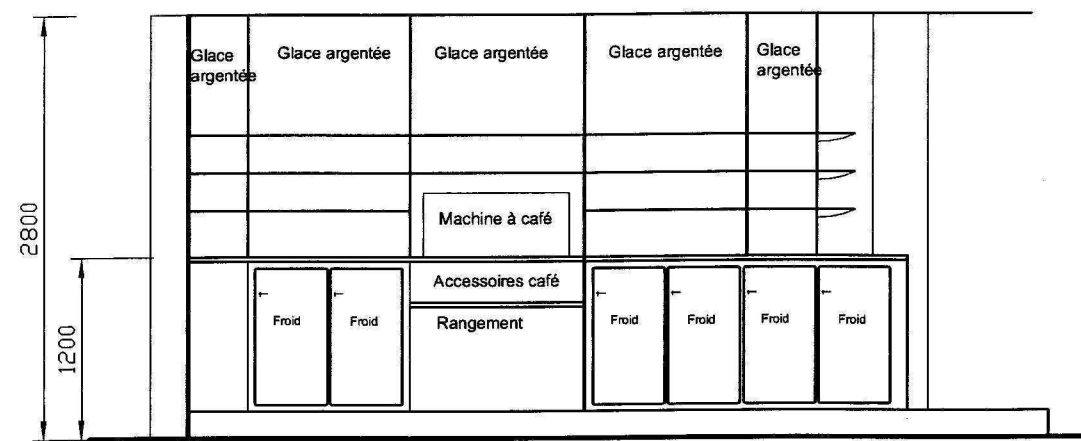 Glace
argentée
Glace argentée
Glace argentée
Glace argentée
Glace
argentée
2800
Machine à café
1200
Accessoires café
Froid
Froid
Rangement
Froid
Froid
Froid
Froid